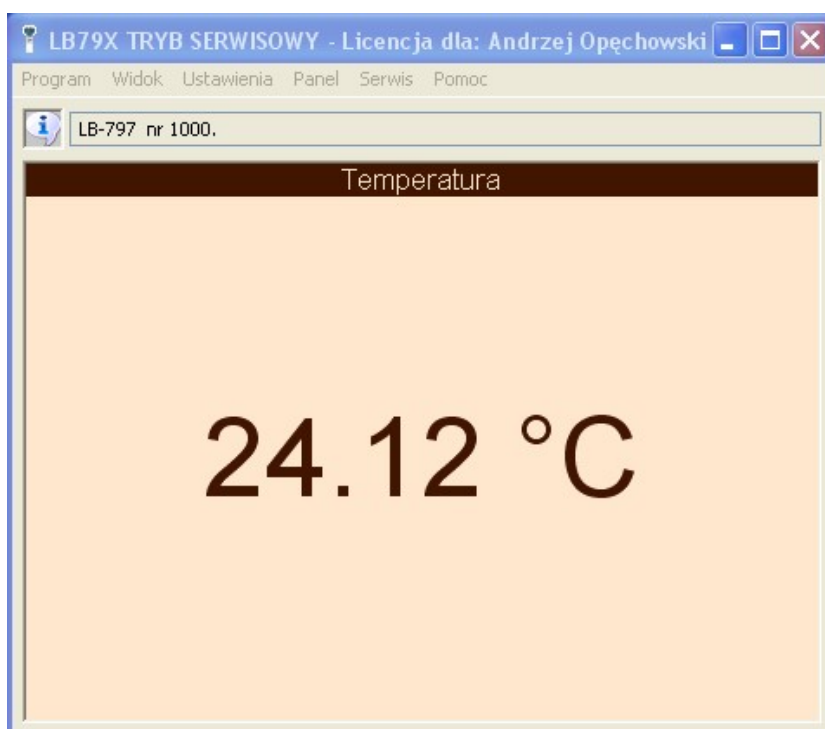 LB79X TRYB SERWISOWY - Licencja dla: Andrzej Opęchowski
Program Widok Ustawienia Panel Serwis Pomoc
LB-797 nr 1000.
Temperatura
24.12 °C